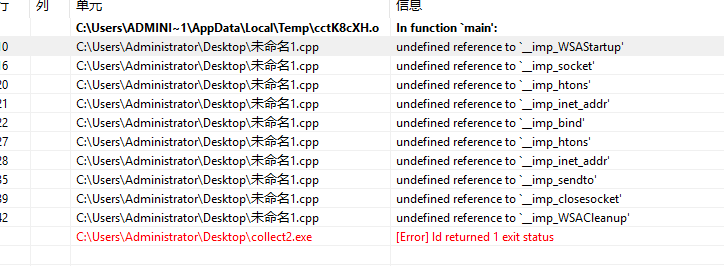 行 列 单元 信息
C:\Users\ADMINI~1\AppData\Local\Temp\cctK8cXH.o In function `main':
10 C:\Users\Administrator\Desktop\未命名1.cpp undefined reference to `__imp_WSAStartup'
16 C:\Users\Administrator\Desktop\未命名1.cpp undefined reference to `__imp_socket'
20 C:\Users\Administrator\Desktop\未命名1.cpp undefined reference to `__imp_htons'
21 C:\Users\Administrator\Desktop\未命名1.cpp undefined reference to `__imp_inet_addr'
22 C:\Users\Administrator\Desktop\未命名1.cpp undefined reference to `__imp_bind'
27 C:\Users\Administrator\Desktop\未命名1.cpp undefined reference to `__imp_htons'
28 C:\Users\Administrator\Desktop\未命名1.cpp undefined reference to `__imp_inet_addr'
35 C:\Users\Administrator\Desktop\未命名1.cpp undefined reference to `__imp_sendto'
39 C:\Users\Administrator\Desktop\未命名1.cpp undefined reference to `__imp_closesocket'
42 C:\Users\Administrator\Desktop\未命名1.cpp undefined reference to `__imp_WSACleanup'
C:\Users\Administrator\Desktop\collect2.exe [Error] ld returned 1 exit status